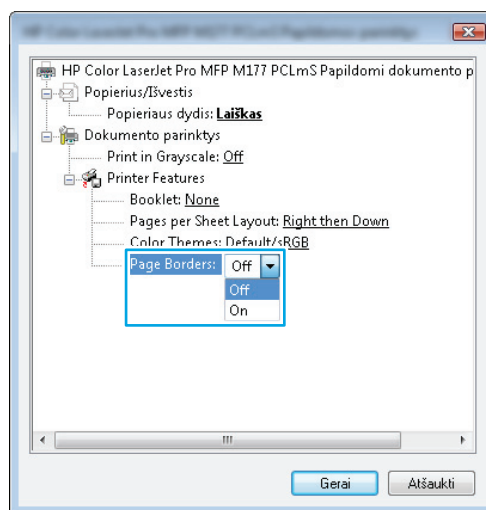 HP Color LaserJet Pro MFP M177 PCLmS Papildomi dokumento p
Popierius/Išvestis
Popieriaus dydis: Laiškas
Dokumento parinktys
Print in Grayscale: Off
Printer Features
Booklet: None
Pages per Sheet Layout: Right then Down
Color Themes: Default/sRGB
Page Borders: Off
Off
On
Gerai Atšaukti